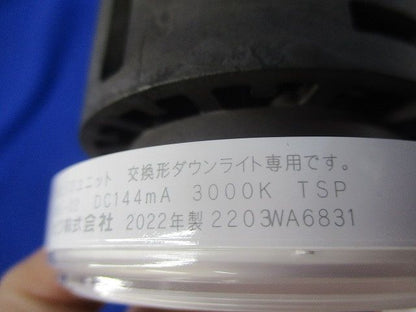 ユニット 交換形ダウンライト専用です。
DC144mA 3000K TSP
株式会社 2022年製 2203WA6831